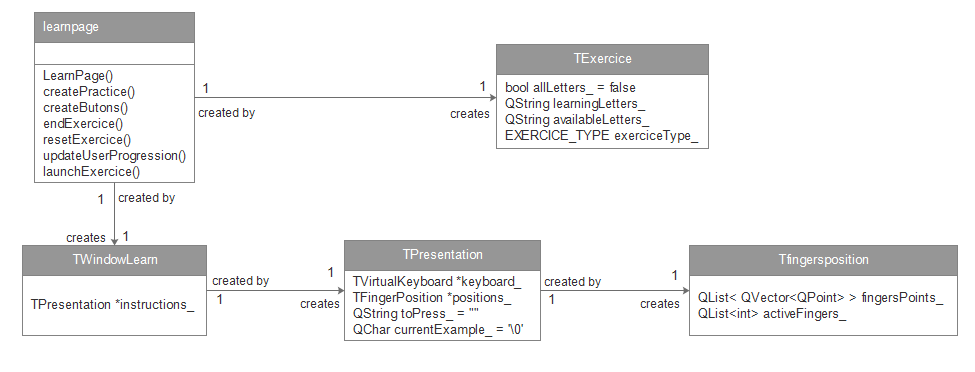 learnpage
LearnPage()
createPractice()
createButons()
endExercice()
resetExercice()
updateUserProgression()
launchExercice()
1
created by
1
creates
TExercice
bool allLetters_ = false
QString learningLetters_
QString availableLetters_
EXERCICE_TYPE exerciceType_
1
created by
creates
1
TWindowLearn
TPresentation *instructions_
created by
1
1
creates
TPresentation
TVirtualKeyboard *keyboard_
TFingerPosition *positions_
QString toPress_ = ""
QChar currentExample_ = '\0'
created by
1
1
creates
Tfingersposition
QList< QVector<QPoint> > fingersPoints_
QList<int> activeFingers_